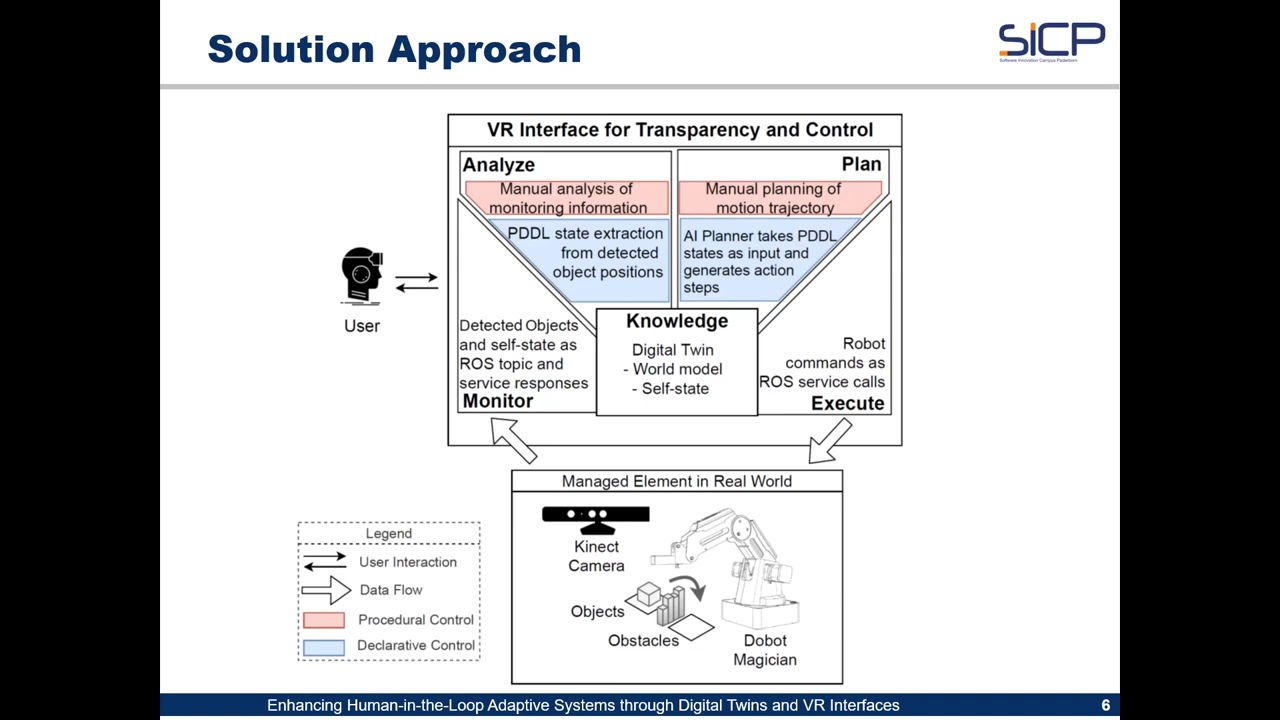 Solution Approach
SICP
Software Innovation Campus Paderborn
VR Interface for Transparency and Control
Analyze
Manual analysis of
monitoring information
PDDL state extraction
from detected
object positions
Plan
Manual planning of
motion trajectory
AI Planner takes PDDL
states as input and
generates action
steps
User
Detected Objects
and self-state as
ROS topic and
service responses
Monitor
Knowledge
Digital Twin
- World model
- Self-state
Robot
commands as
ROS service calls
Execute
Managed Element in Real World
Kinect
Camera
Objects
Obstacles
Dobot
Magician
Legend
User Interaction
Data Flow
Procedural Control
Declarative Control
Enhancing Human-in-the-Loop Adaptive Systems through Digital Twins and VR Interfaces
6